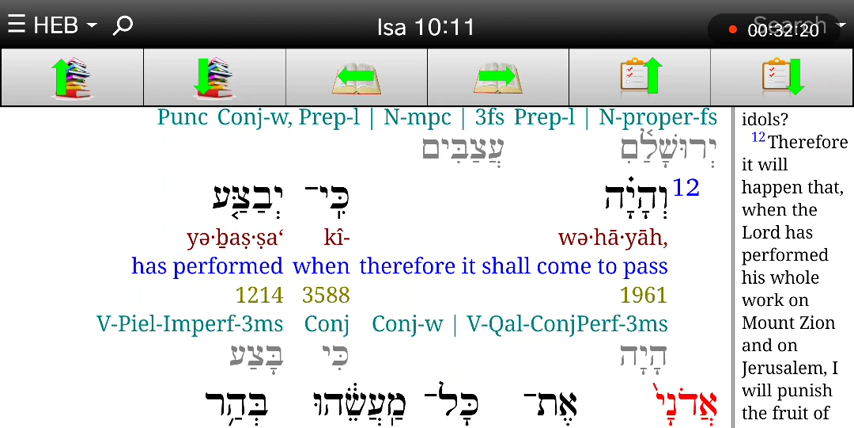 ☰ HEB Isa 10:11 00:32:20
Punc Conj-w, Prep-l | N-mpc | 3fs Prep-l | N-proper-fs
יְרוּשָׁלַ֫םִ עֲצַבִּים
12 וְהָיָ֗ה כִּֽי־ יְבַצַּ֤ע
yə·ḇaṣ·ṣa‘ kî- wə·hā·yāh,
has performed when therefore it shall come to pass
1214 3588 1961
V-Piel-Imperf-3ms Conj Conj-w | V-Qal-ConjPerf-3ms
הָיָה כִּי בָּצַע
אֲדֹנָי֙ אֶת־ כָּל־ מַֽעֲשֵׂ֔הוּ בְּהַ֥ר
idols?
12 Therefore
it will
happen that,
when the
Lord has
performed
his whole
work on
Mount Zion
and on
Jerusalem, I
will punish
the fruit of